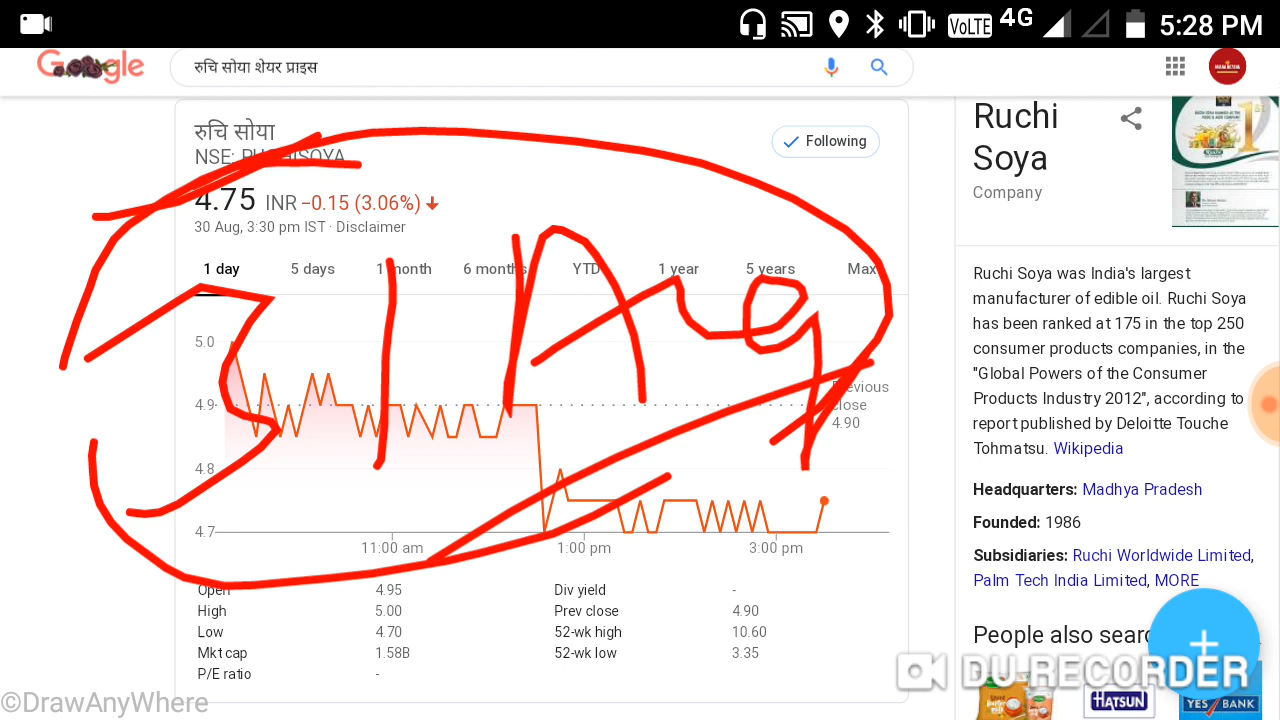 VoLTE 4G 5:28 PM
रुचि सोया शेयर प्राइस
रुचि सोया
NSE: RUCHISOYA
Following
4.75 INR −0.15 (3.06%)
30 Aug, 3:30 pm IST · Disclaimer
1 day 5 days 1 month 6 months YTD 1 year 5 years Max
5.0
4.9
4.8
4.7
Previous
close
4.90
11:00 am 1:00 pm 3:00 pm
Open 4.95 Div yield -
High 5.00 Prev close 4.90
Low 4.70 52-wk high 10.60
Mkt cap 1.58B 52-wk low 3.35
P/E ratio -
Ruchi
Soya
Company
Ruchi Soya was India's largest
manufacturer of edible oil. Ruchi Soya
has been ranked at 175 in the top 250
consumer products companies, in the
"Global Powers of the Consumer
Products Industry 2012", according to
report published by Deloitte Touche
Tohmatsu. Wikipedia
Headquarters: Madhya Pradesh
Founded: 1986
Subsidiaries: Ruchi Worldwide Limited,
Palm Tech India Limited, MORE
People also sear
DU RECORDER
HATSUN
YES BANK
©DrawAnyWhere